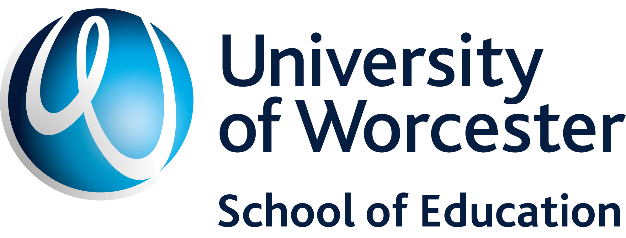 University
of Worcester
School of Education